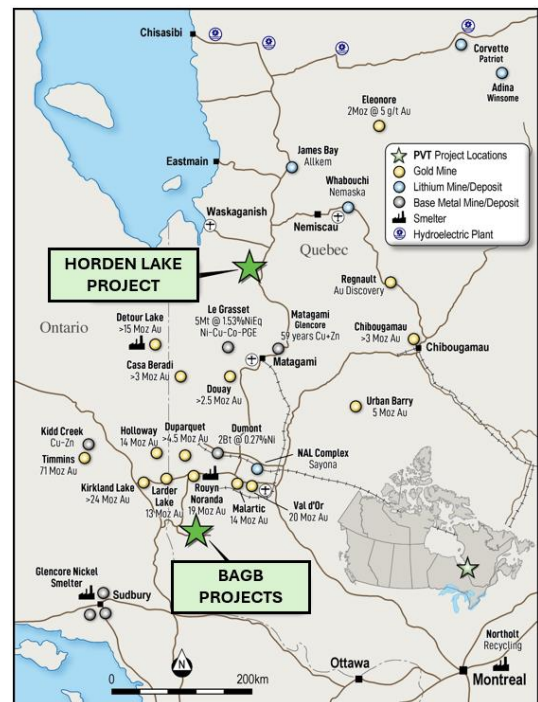 Chisasibi
Corvette
Patriot
Adina
Winsome
Eleonore
2Moz @ 5 g/t Au
PVT Project Locations
Gold Mine
Lithium Mine/Deposit
Base Metal Mine/Deposit
Smelter
Hydroelectric Plant
James Bay
Allkem
Eastmain
Whabouchi
Nemaska
Waskaganish
Nemiscau
Quebec
HORDEN LAKE
PROJECT
Regnault
Au Discovery
Ontario
Detour Lake
>15 Moz Au
Le Grasset
5Mt @ 1.53%NiEq
Ni-Cu-Co-PGE
Matagami
Glencore
59 years Cu+Zn
Chibougamau
>3 Moz Au
Chibougamau
Matagami
Casa Beradi
>3 Moz Au
Douay
>2.5 Moz Au
Urban Barry
5 Moz Au
Kidd Creek
Cu-Zn
Timmins
71 Moz Au
Holloway
14 Moz Au
Duparquet
>4.5 Moz Au
Dumont
2Bt @ 0.27%Ni
NAL Complex
Sayona
Kirkland Lake
>24 Moz Au
Larder
Lake
13 Moz Au
Rouyn
Noranda
19 Moz Au
Malartic
14 Moz Au
Val d'Or
20 Moz Au
BAGB
PROJECTS
Glencore Nickel
Smelter
Sudbury
Northolt
Recycling
N
0 200km
Ottawa
Montreal